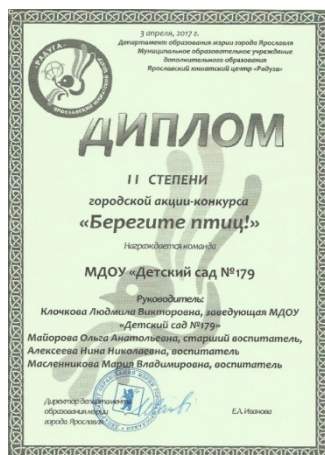 РАДУГА
3 апреля, 2017 г.
Департамент образования мэрии города Ярославля
Муниципальное образовательное учреждение
дополнительного образования
Ярославский юннатский центр «Радуга»
ДИПЛОМ
II СТЕПЕНИ
городской акции-конкурса
«Берегите птиц!»
Награждается команда
МДОУ «Детский сад №179
Руководитель:
Клочкова Людмила Викторовна, заведующая МДОУ
«Детский сад №179»
Майорова Ольга Анатольевна, старший воспитатель,
Алексеева Нина Николаевна, воспитатель
Масленникова Мария Владимировна, воспитатель
Директор департамента
образования мэрии
города Ярославля
Е.А. Иванова